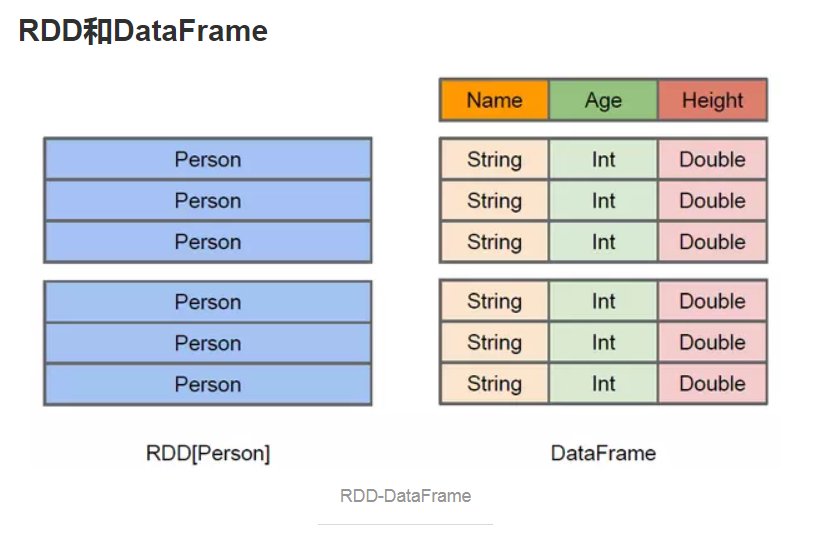 RDD和DataFrame
Name Age Height
Person
Person
Person
String Int Double
String Int Double
String Int Double
Person
Person
Person
String Int Double
String Int Double
String Int Double
RDD[Person]
DataFrame
RDD-DataFrame